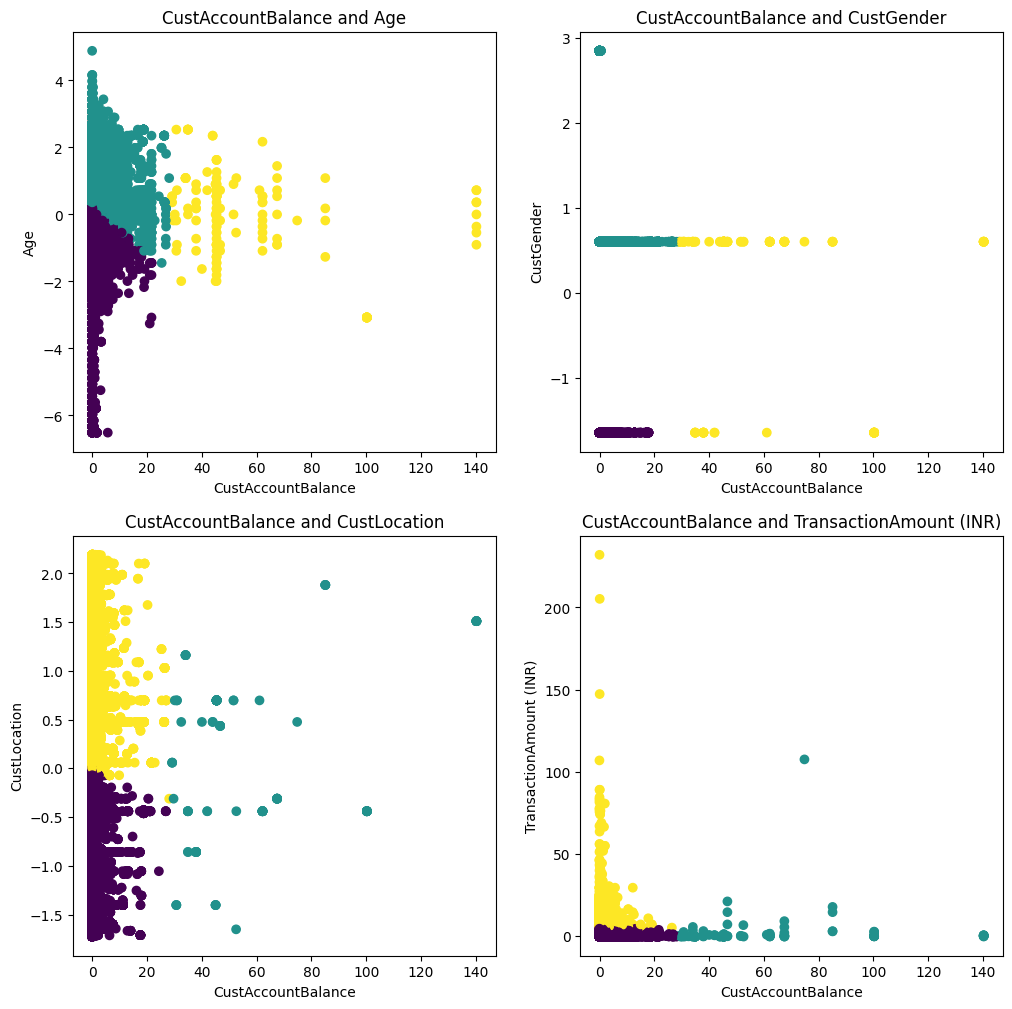 CustAccountBalance and Age
CustAccountBalance and CustGender
4
2
0
−2
−4
−6
Age
0 20 40 60 80 100 120 140
CustAccountBalance
3
2
1
0
−1
CustGender
0 20 40 60 80 100 120 140
CustAccountBalance
CustAccountBalance and CustLocation
CustAccountBalance and TransactionAmount (INR)
2.0
1.5
1.0
0.5
0.0
−0.5
−1.0
−1.5
CustLocation
0 20 40 60 80 100 120 140
CustAccountBalance
200
150
100
50
0
TransactionAmount (INR)
0 20 40 60 80 100 120 140
CustAccountBalance